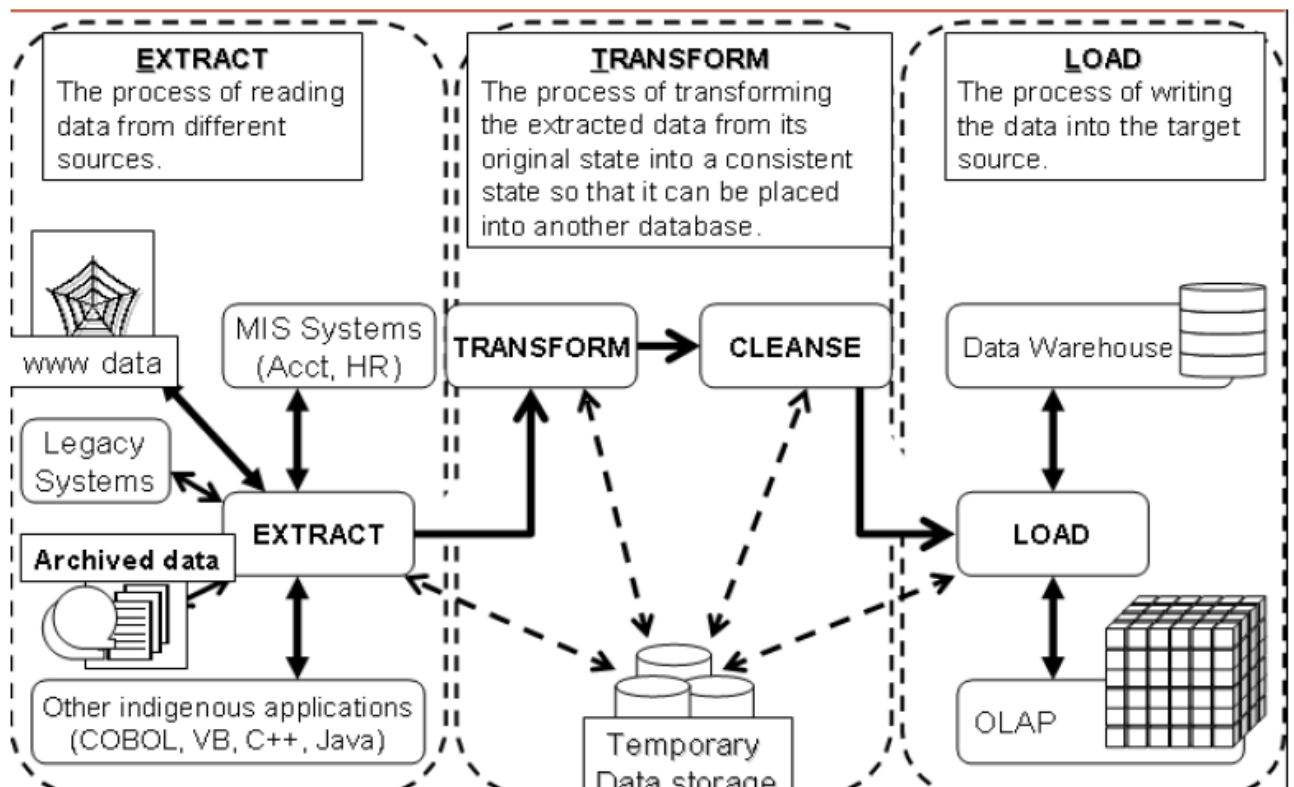 EXTRACT
The process of reading
data from different
sources.
TRANSFORM
The process of transforming
the extracted data from its
original state into a consistent
state so that it can be placed
into another database.
LOAD
The process of writing
the data into the target
source.
www data
MIS Systems
(Acct, HR)
TRANSFORM
CLEANSE
Data Warehouse
Legacy
Systems
EXTRACT
LOAD
Archived data
Other indigenous applications
(COBOL, VB, C++, Java)
Temporary
Data storage
OLAP